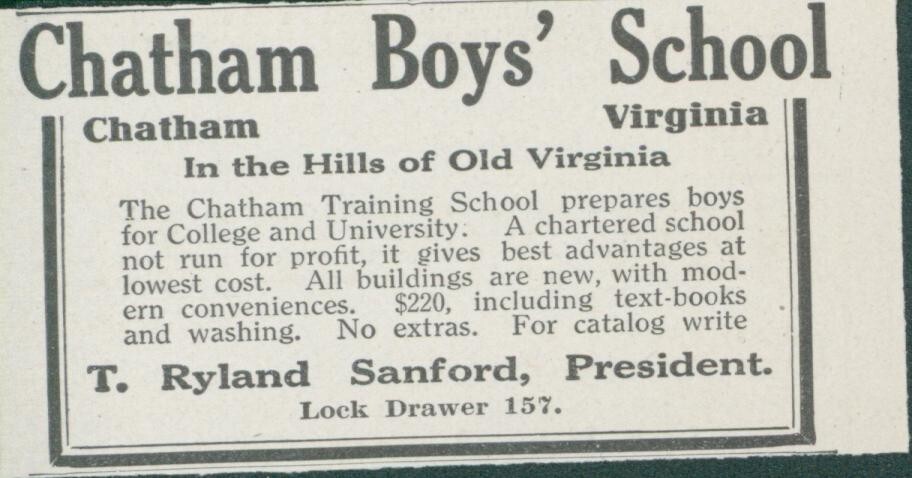 Chatham Boys' School
Chatham Virginia
In the Hills of Old Virginia
The Chatham Training School prepares boys
for College and University. A chartered school
not run for profit, it gives best advantages at
lowest cost. All buildings are new, with mod-
ern conveniences. $220, including text-books
and washing. No extras. For catalog write
T. Ryland Sanford, President.
Lock Drawer 157.